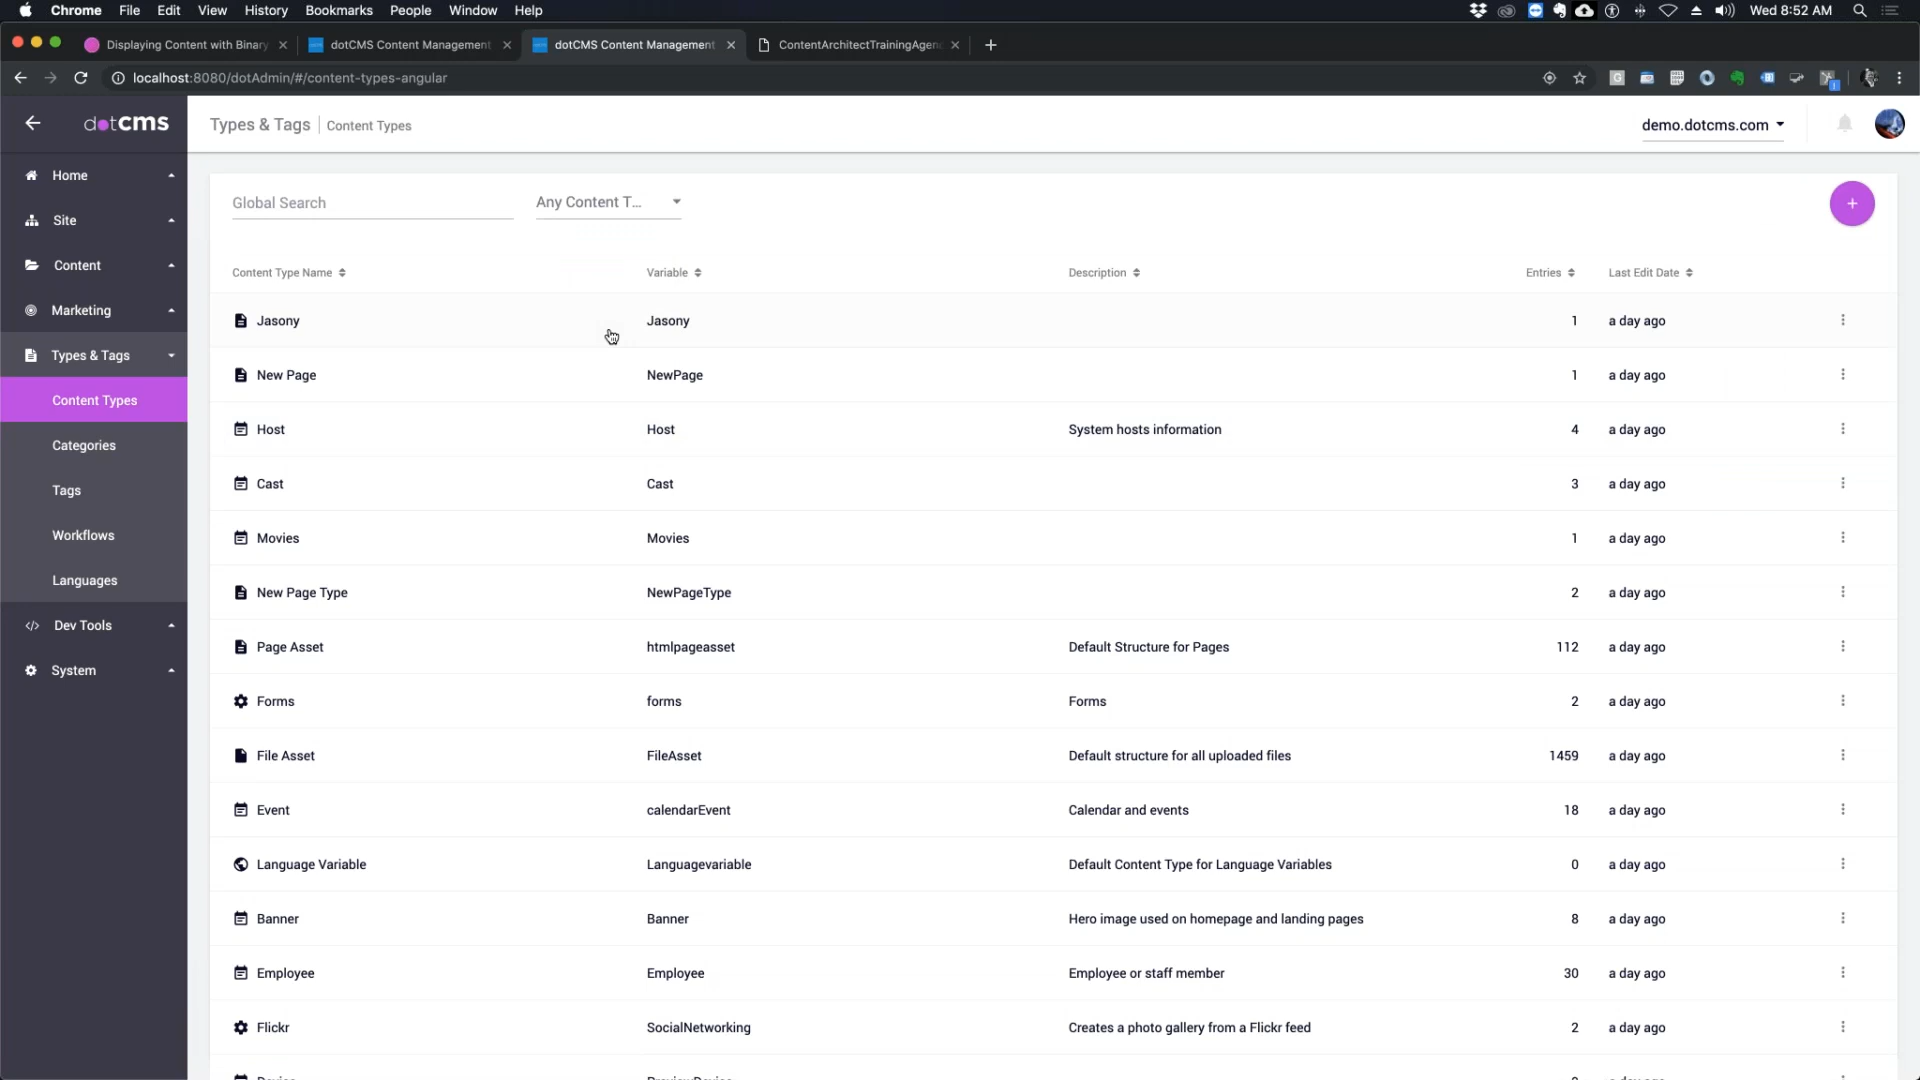 Chrome File Edit View History Bookmarks People Window Help Wed 8:52 AM
Displaying Content with Binary dotCMS Content Management dotCMS Content Management ContentArchitectTrainingAgen
localhost:8080/dotAdmin/#/content-types-angular
dotCMS Types & Tags Content Types demo.dotcms.com
Home
Site
Content
Marketing
Types & Tags
Content Types
Categories
Tags
Workflows
Languages
Dev Tools
System
Global Search Any Content T... +
Content Type Name Variable Description Entries Last Edit Date
Jasony Jasony 1 a day ago
New Page NewPage 1 a day ago
Host Host System hosts information 4 a day ago
Cast Cast 3 a day ago
Movies Movies 1 a day ago
New Page Type NewPageType 2 a day ago
Page Asset htmlpageasset Default Structure for Pages 112 a day ago
Forms forms Forms 2 a day ago
File Asset FileAsset Default structure for all uploaded files 1459 a day ago
Event calendarEvent Calendar and events 18 a day ago
Language Variable Languagevariable Default Content Type for Language Variables 0 a day ago
Banner Banner Hero image used on homepage and landing pages 8 a day ago
Employee Employee Employee or staff member 30 a day ago
Flickr SocialNetworking Creates a photo gallery from a Flickr feed 2 a day ago